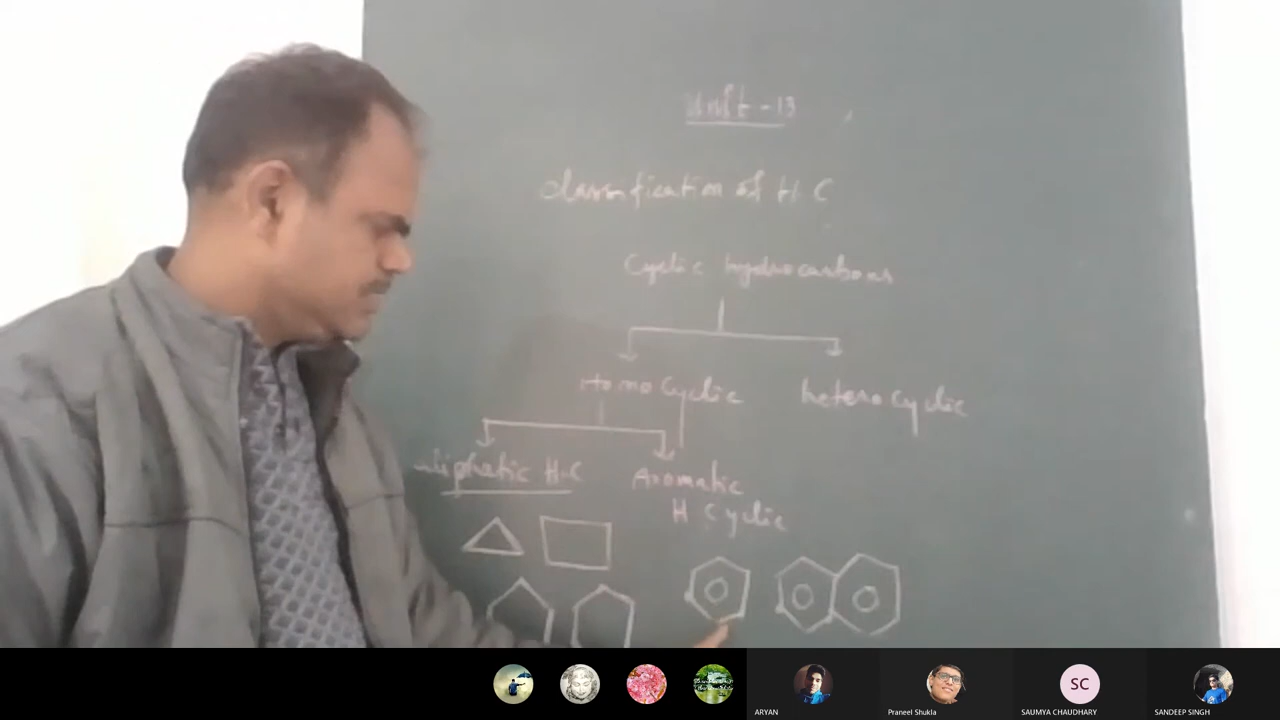 Unit-13
classification of H C
Cyclic hydrocarbons
Homo Cyclic
hetero cyclic
aliphatic H-C
Aromatic
H Cyclic
ARYAN
Praneel Shukla
SC
SAUMYA CHAUDHARY
SANDEEP SINGH